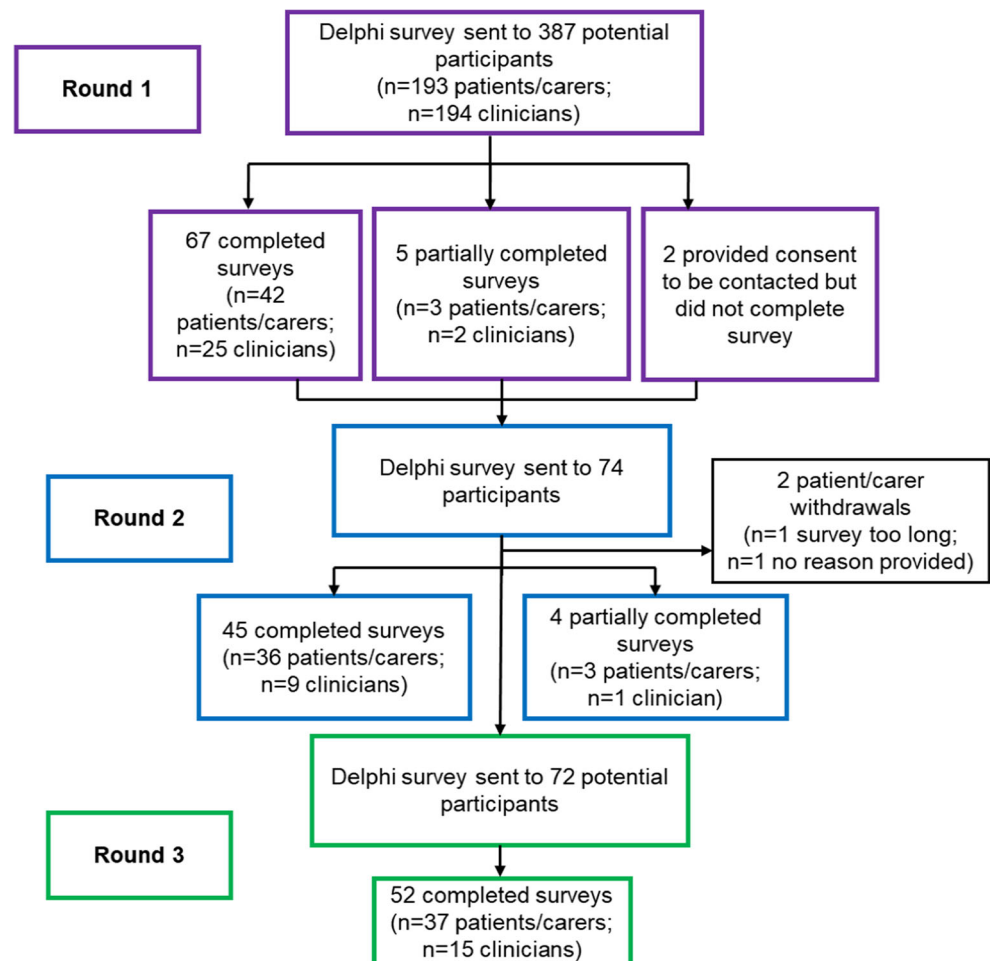 Delphi survey sent to 387 potential
participants
(n=193 patients/carers;
n=194 clinicians)
Round 1
67 completed
surveys
(n=42
patients/carers;
n=25 clinicians)
5 partially completed
surveys
(n=3 patients/carers;
n=2 clinicians)
2 provided consent
to be contacted but
did not complete
survey
Delphi survey sent to 74
participants
Round 2
2 patient/carer
withdrawals
(n=1 survey too long;
n=1 no reason provided)
45 completed surveys
(n=36 patients/carers;
n=9 clinicians)
4 partially completed
surveys
(n=3 patients/carers;
n=1 clinician)
Delphi survey sent to 72 potential
participants
Round 3
52 completed surveys
(n=37 patients/carers;
n=15 clinicians)